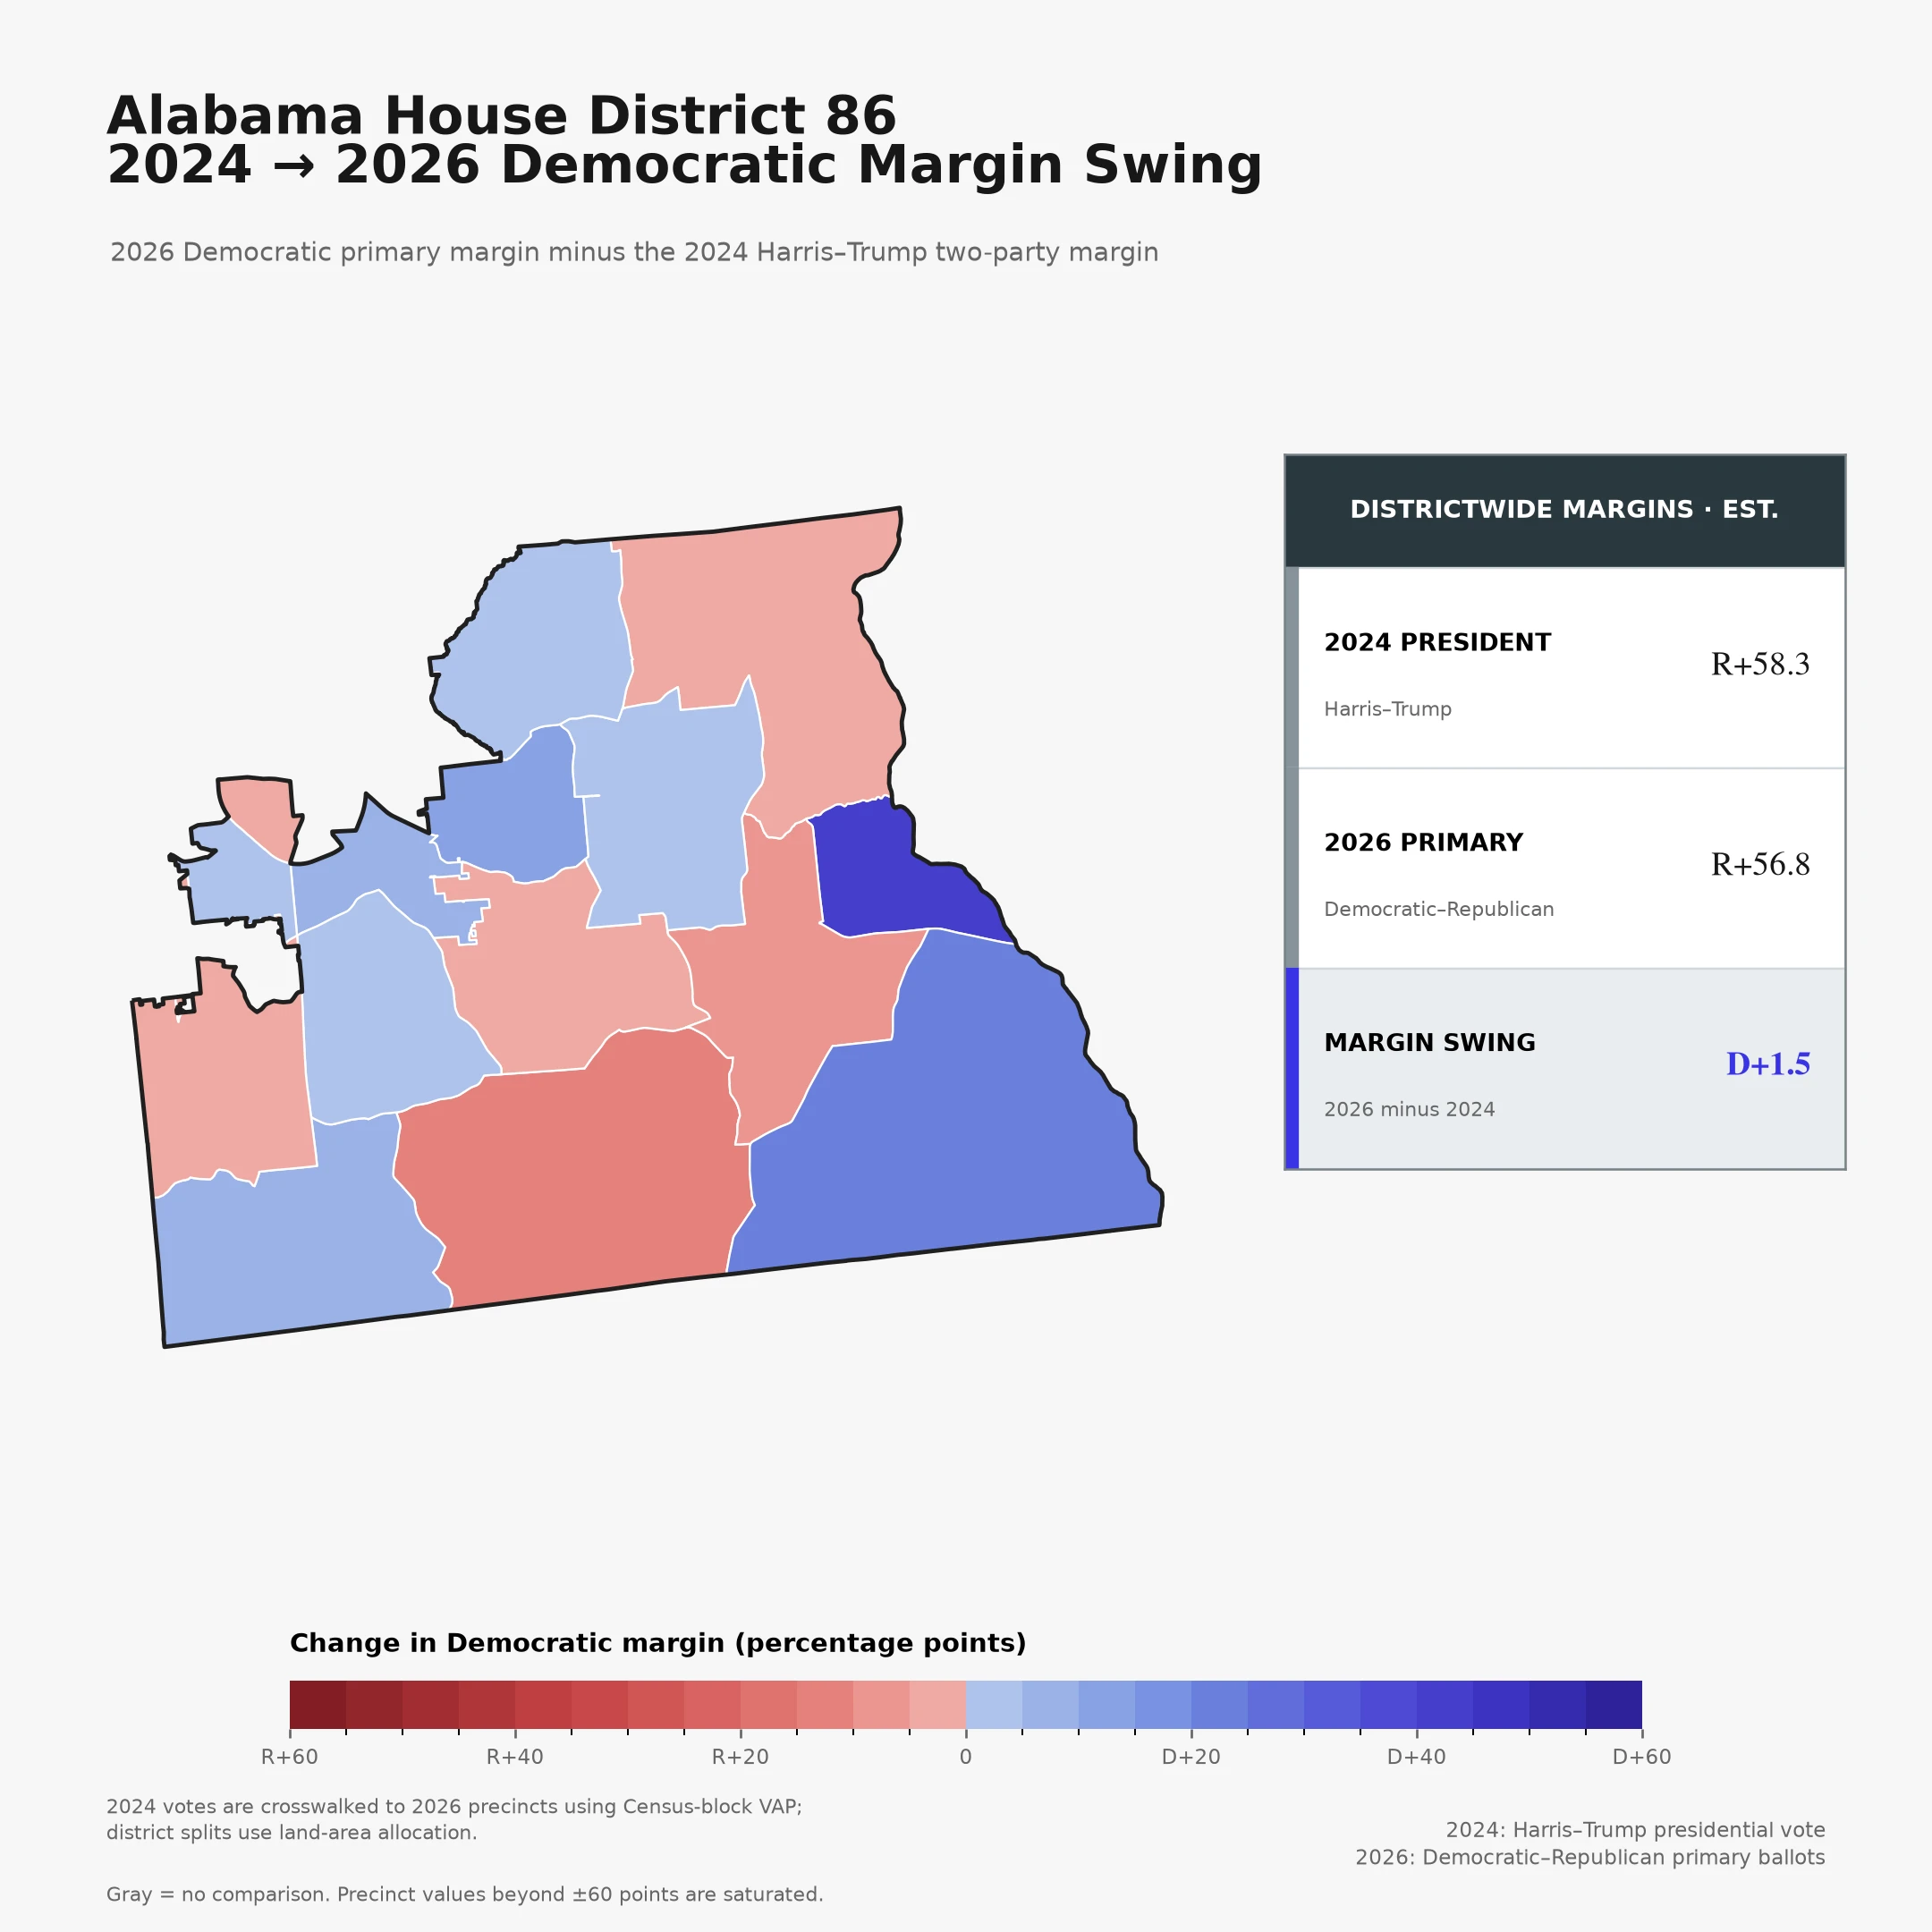 Alabama House District 86
2024 → 2026 Democratic Margin Swing
2026 Democratic primary margin minus the 2024 Harris–Trump two-party margin
DISTRICTWIDE MARGINS · EST.
2024 PRESIDENT
R+58.3
Harris–Trump
2026 PRIMARY
R+56.8
Democratic–Republican
MARGIN SWING
D+1.5
2026 minus 2024
Change in Democratic margin (percentage points)
R+60 R+40 R+20 0 D+20 D+40 D+60
2024 votes are crosswalked to 2026 precincts using Census-block VAP;
district splits use land-area allocation.
2024: Harris–Trump presidential vote
2026: Democratic–Republican primary ballots
Gray = no comparison. Precinct values beyond ±60 points are saturated.